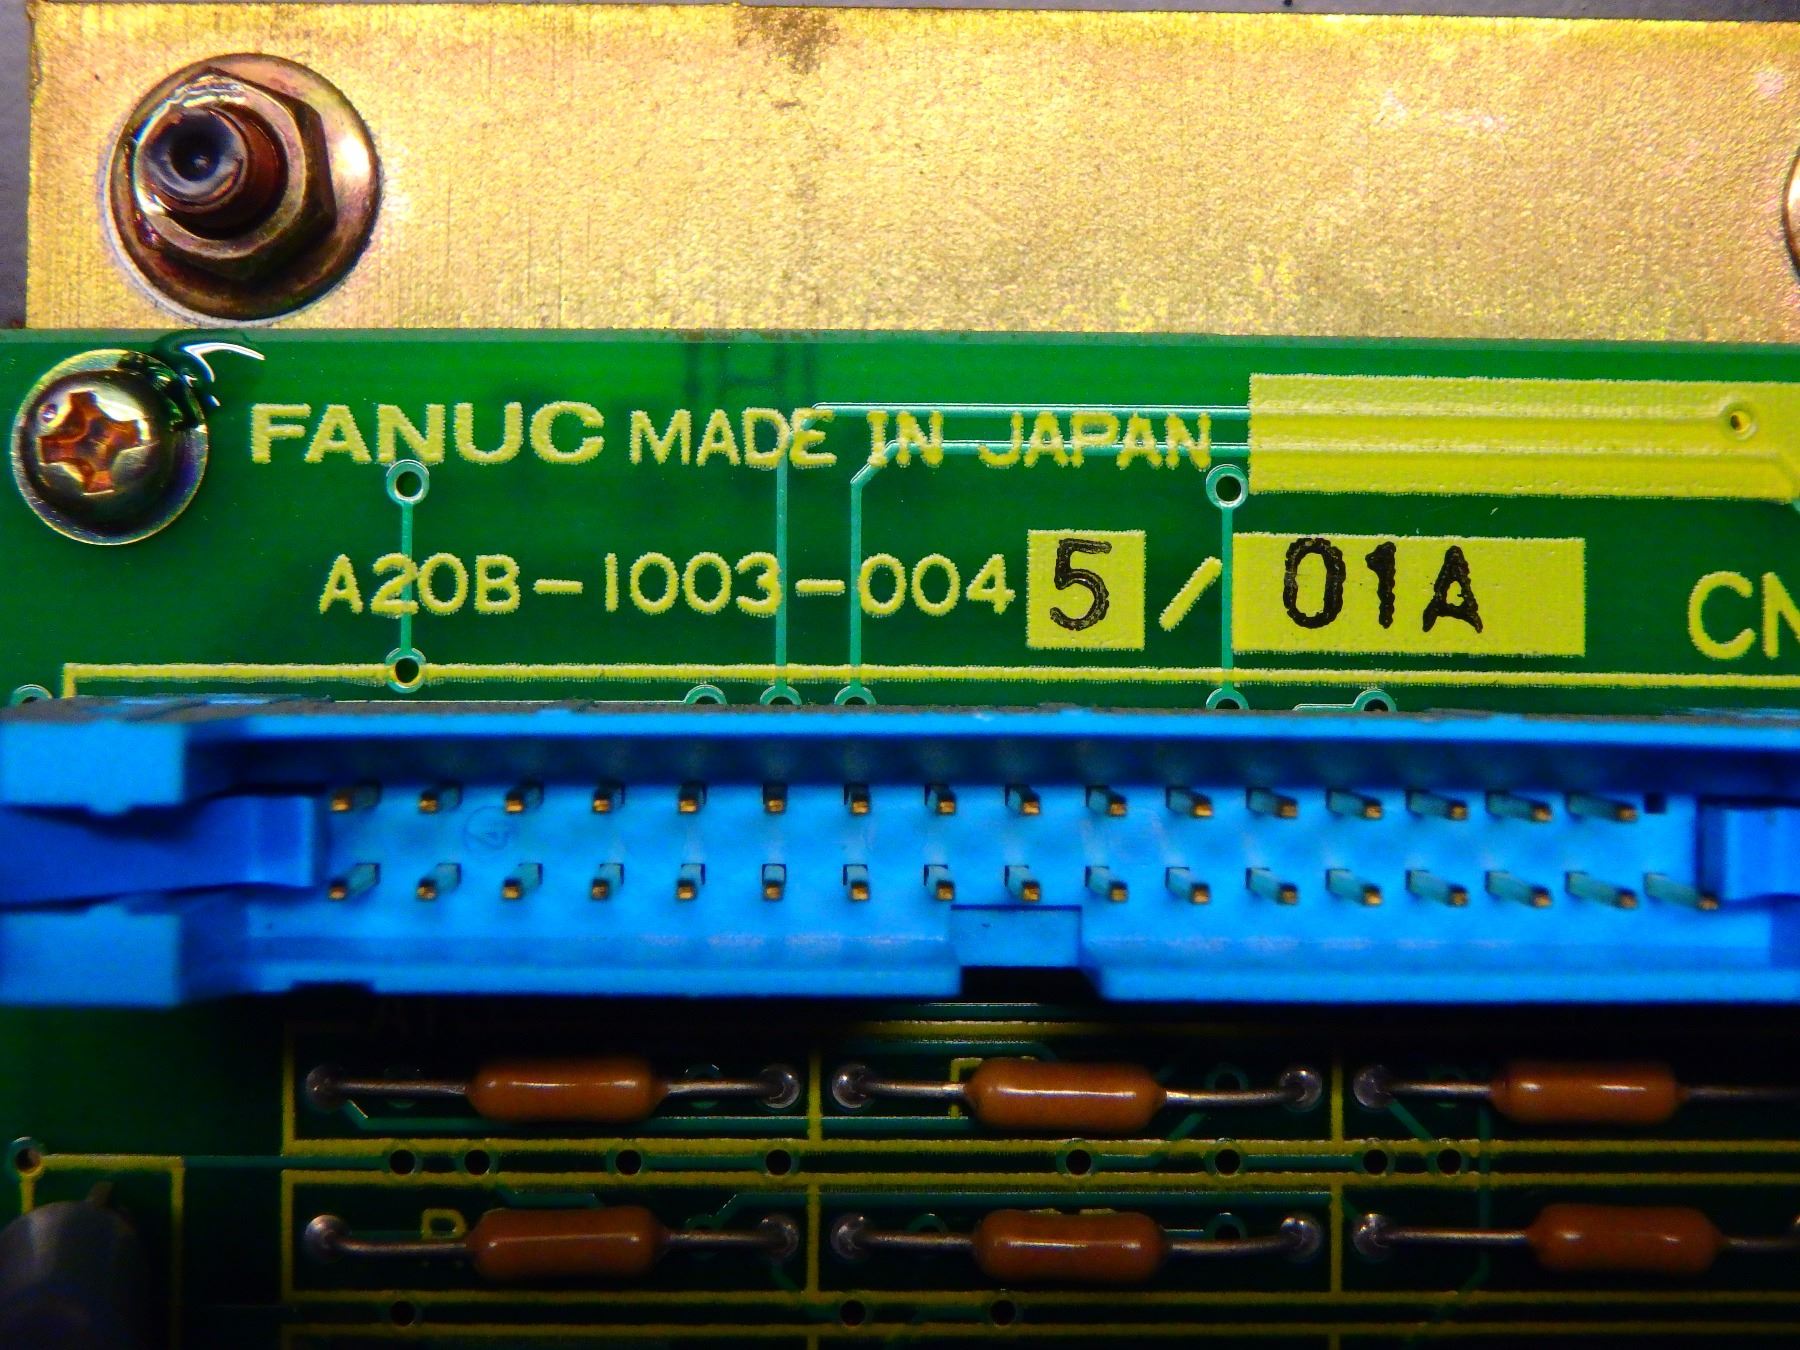 FANUC MADE IN JAPAN
A20B-1003-0045/01A
CN